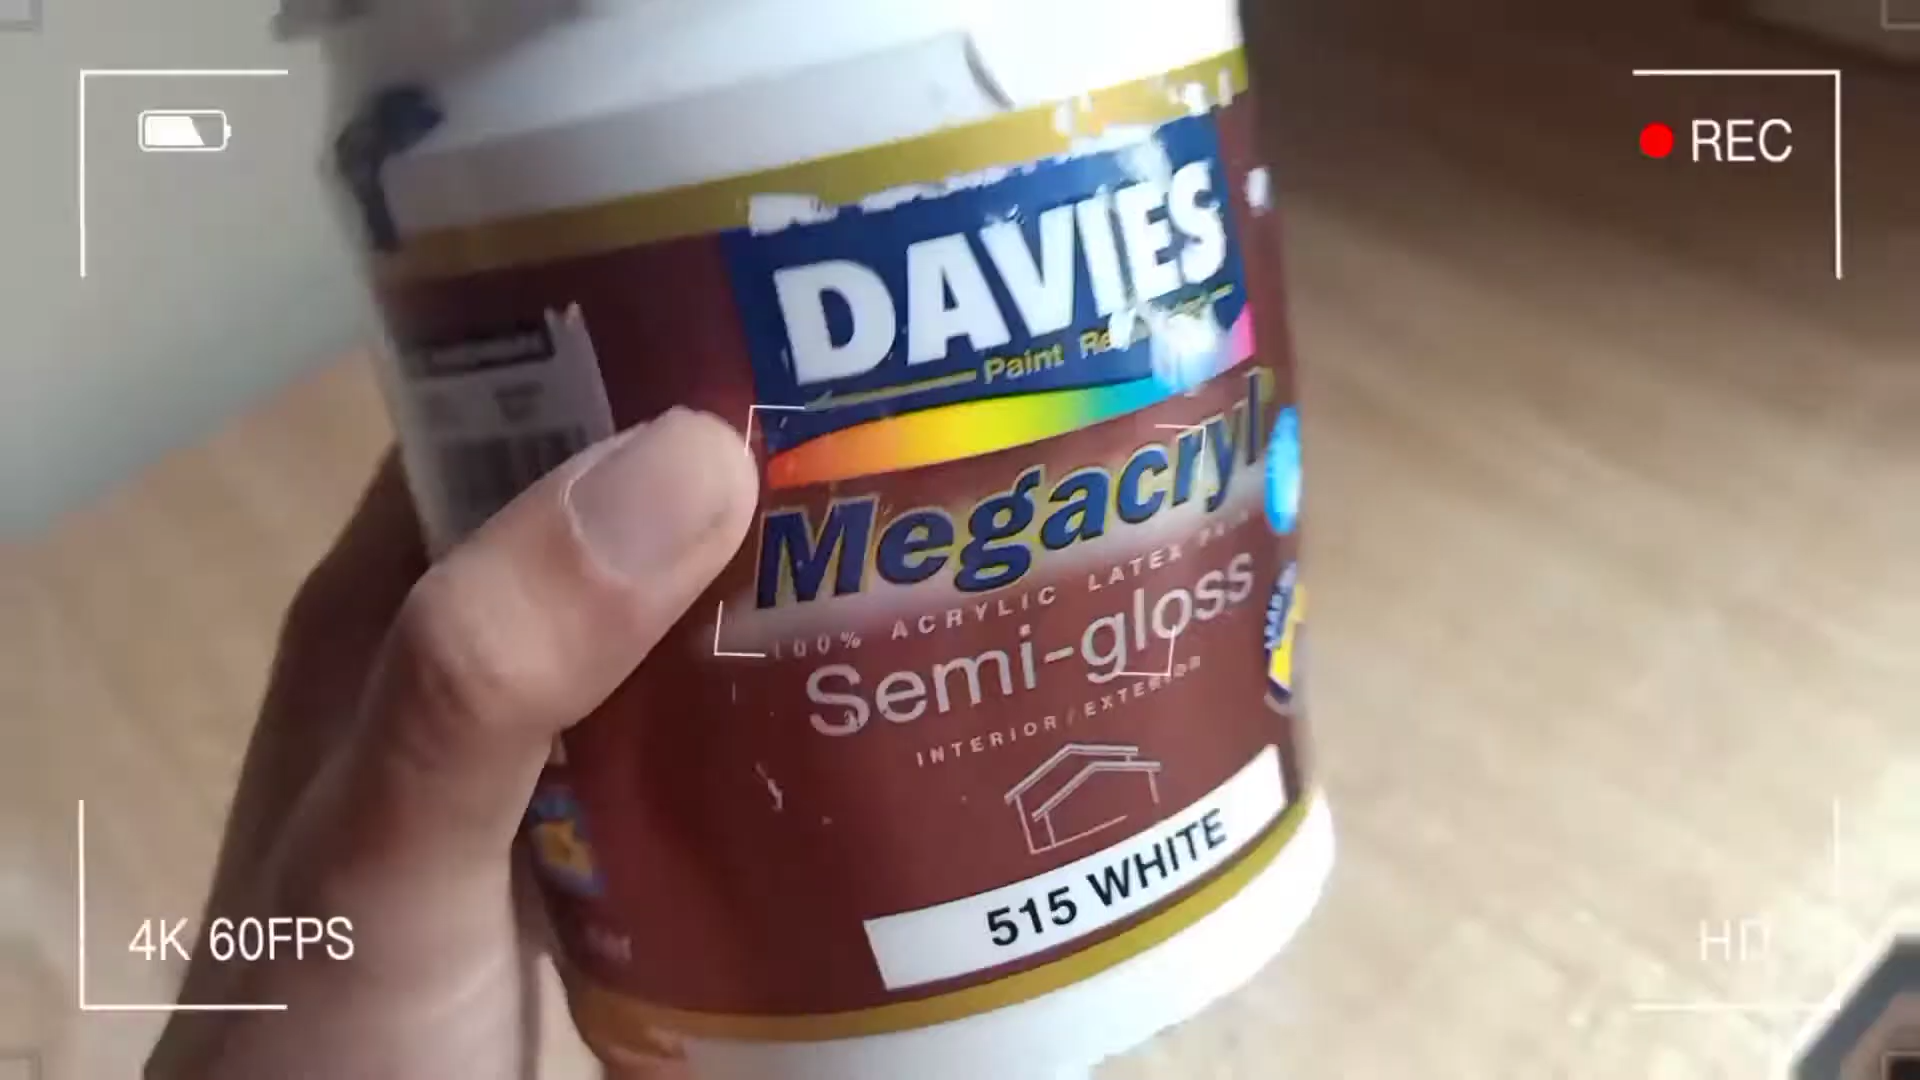 REC
DAVIES
Paint
Megacryl
100% ACRYLIC LATEX
Semi-gloss
INTERIOR/EXTERIOR
515 WHITE
4K 60FPS
HD